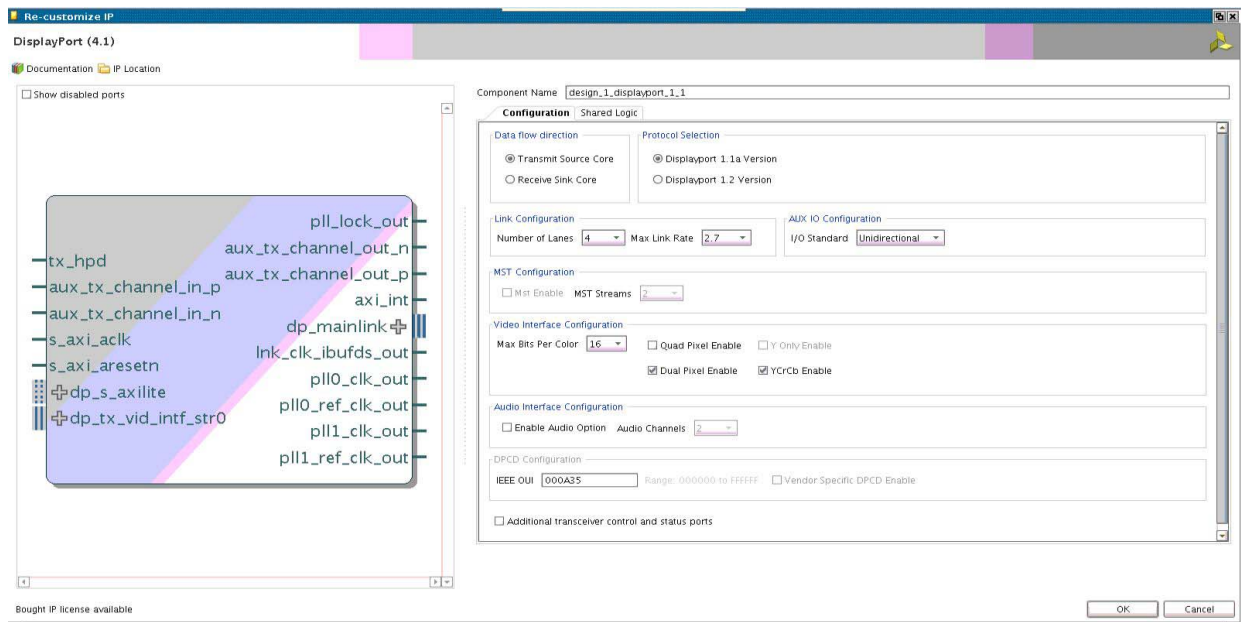 Re-customize IP
DisplayPort (4.1)
Documentation IP Location
Show disabled ports
tx_hpd
aux_tx_channel_in_p
aux_tx_channel_in_n
s_axi_aclk
s_axi_aresetn
dp_s_axilite
dp_tx_vid_intf_str0
pll_lock_out
aux_tx_channel_out_n
aux_tx_channel_out_p
axi_int
dp_mainlink
lnk_clk_ibufds_out
pll0_clk_out
pll0_ref_clk_out
pll1_clk_out
pll1_ref_clk_out
Component Name design_1_displayport_1_1
Configuration Shared Logic
Data flow direction
Transmit Source Core
Receive Sink Core
Protocol Selection
Displayport 1.1a Version
Displayport 1.2 Version
Link Configuration
Number of Lanes 4 Max Link Rate 2.7
AUX IO Configuration
I/O Standard Unidirectional
MST Configuration
Mst Enable MST Streams 2
Video Interface Configuration
Max Bits Per Color 16 Quad Pixel Enable Y Only Enable
Dual Pixel Enable YCrCb Enable
Audio Interface Configuration
Enable Audio Option Audio Channels 2
DPCD Configuration
IEEE OUI 000A35 Range: 000000 to FFFFFF Vendor Specific DPCD Enable
Additional transceiver control and status ports
Bought IP license available
OK Cancel